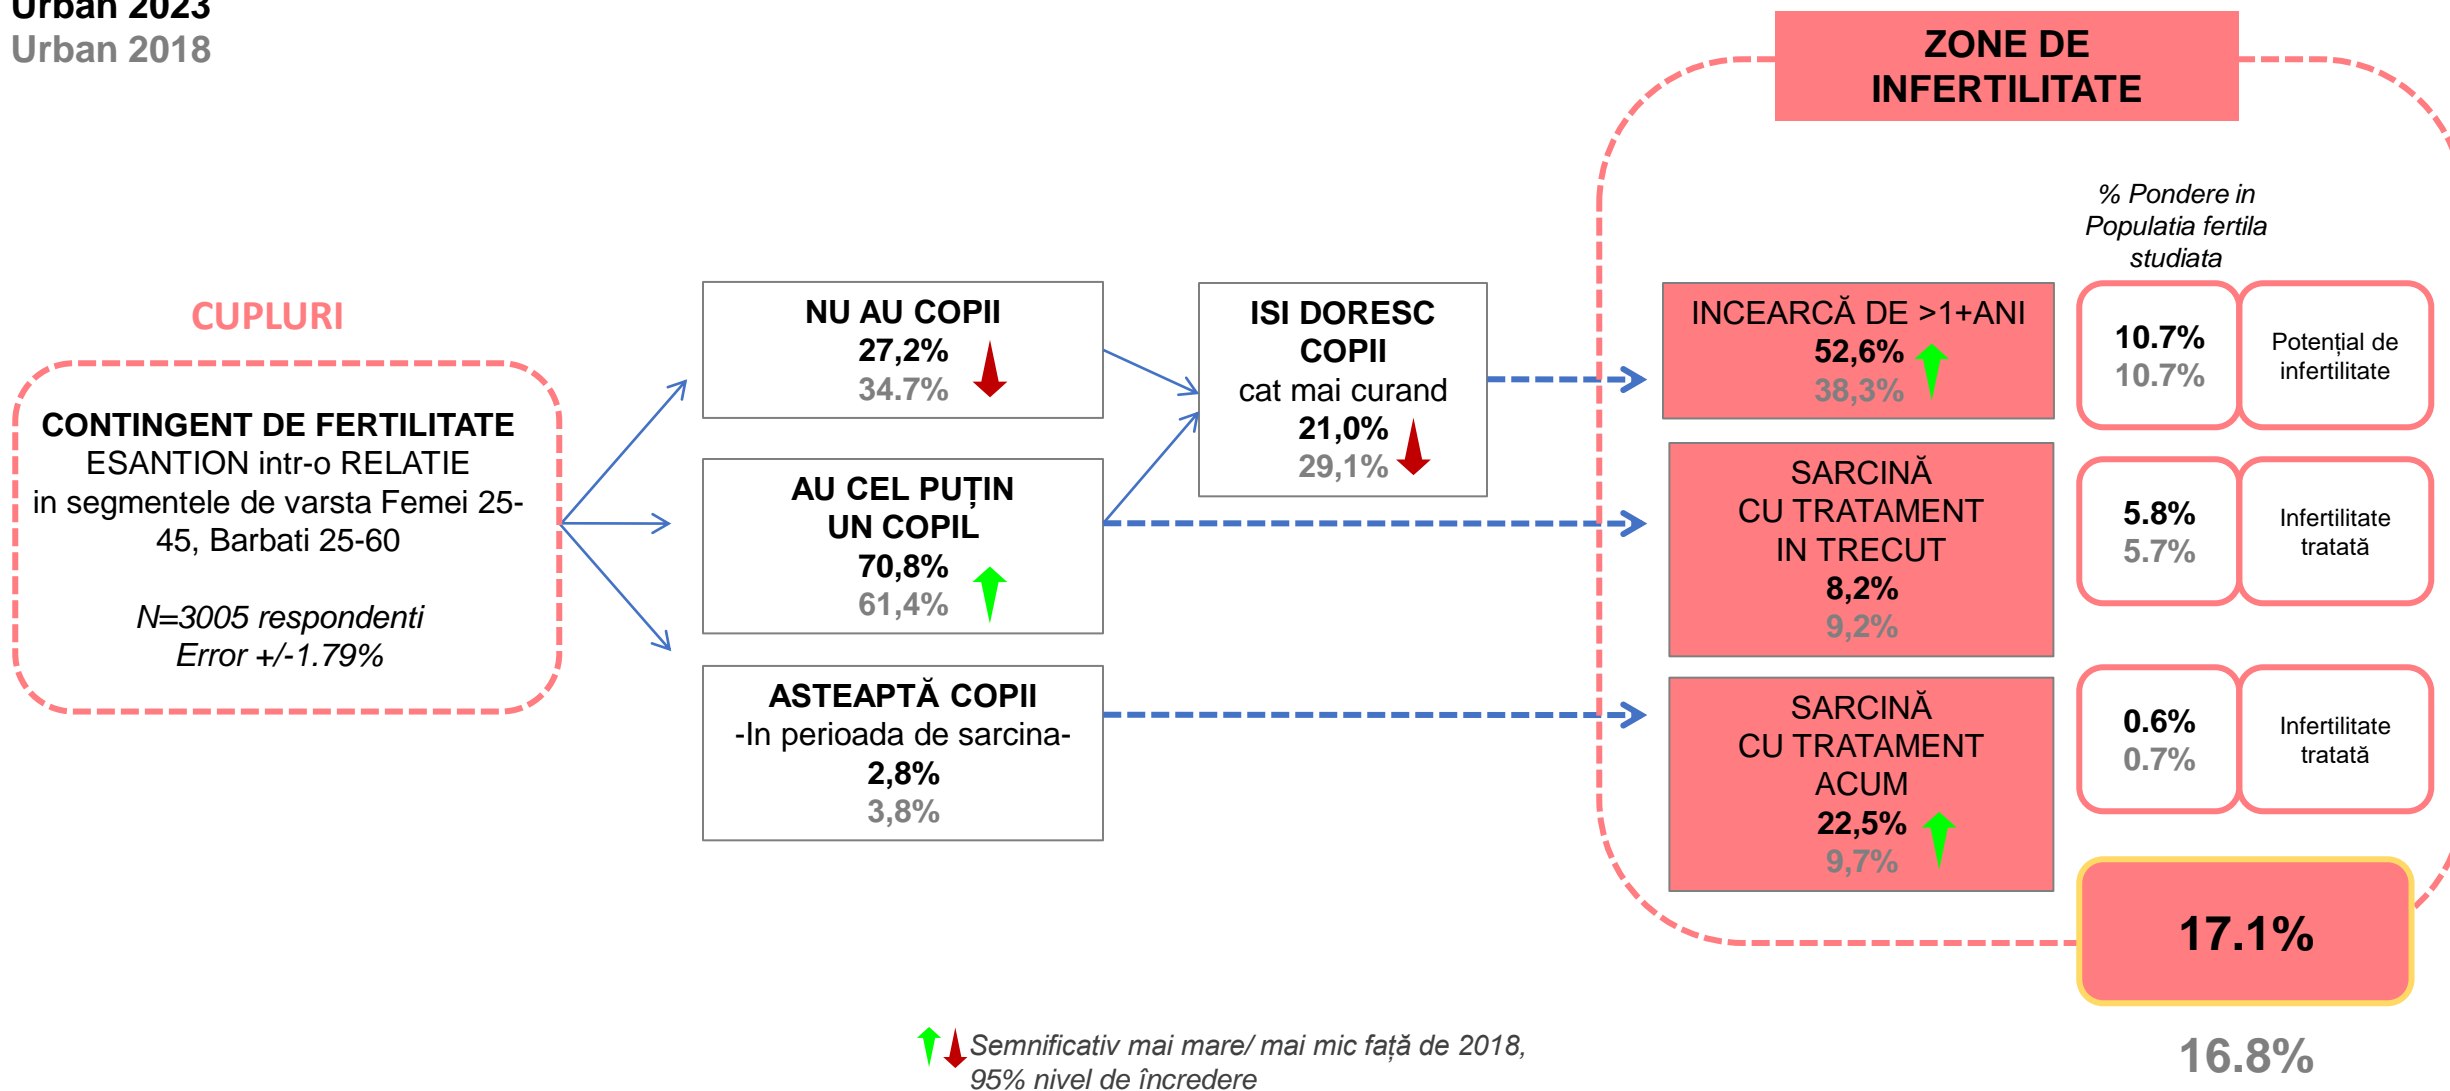 Urban 2023
Urban 2018
ZONE DE
INFERTILITATE
% Pondere in
Populatia fertila
studiata
CUPLURI
CONTINGENT DE FERTILITATE
ESANTION intr-o RELATIE
in segmentele de varsta Femei 25-
45, Barbati 25-60
N=3005 respondenti
Error +/-1.79%
NU AU COPII
27,2%
34.7%
AU CEL PUȚIN
UN COPIL
70,8%
61,4%
ASTEAPTĂ COPII
-In perioada de sarcina-
2,8%
3,8%
ISI DORESC
COPII
cat mai curand
21,0%
29,1%
INCEARCĂ DE >1+ANI
52,6%
38,3%
10.7%
10.7%
Potențial de
infertilitate
SARCINĂ
CU TRATAMENT
IN TRECUT
8,2%
9,2%
5.8%
5.7%
Infertilitate
tratată
SARCINĂ
CU TRATAMENT
ACUM
22,5%
9,7%
0.6%
0.7%
Infertilitate
tratată
17.1%
16.8%
Semnificativ mai mare/ mai mic față de 2018,
95% nivel de încredere